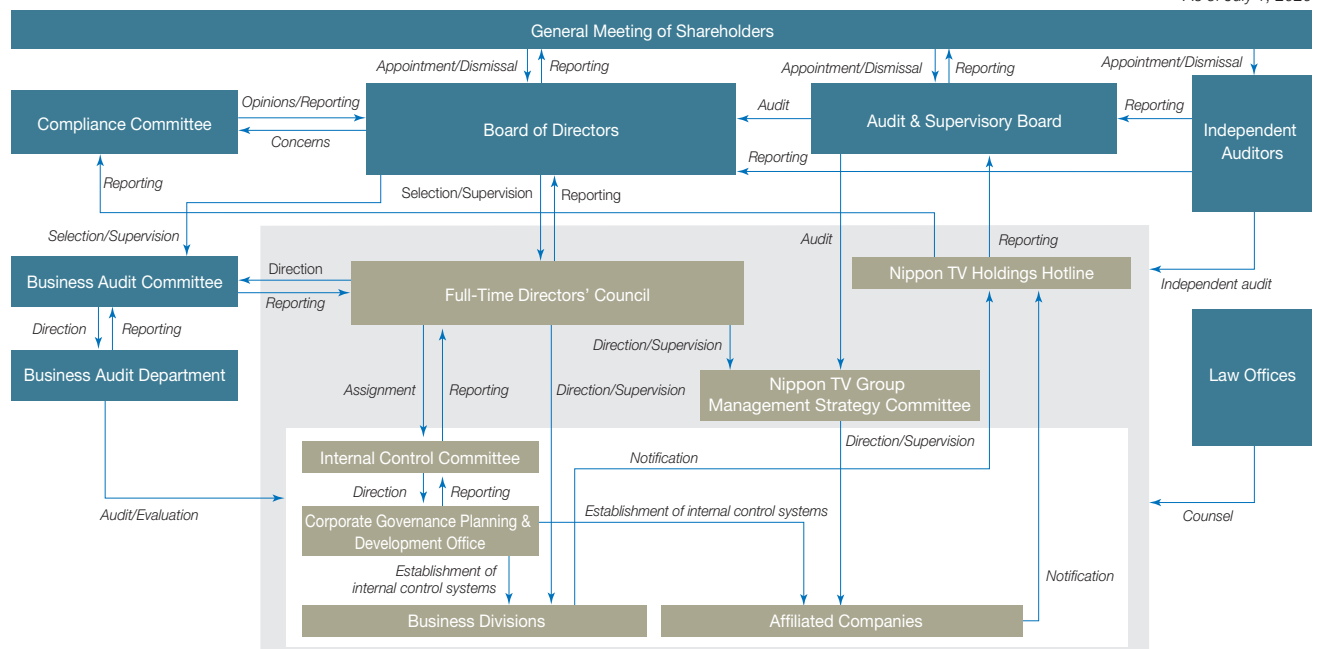 As of July 1, 2020
General Meeting of Shareholders
Appointment/Dismissal
Reporting
Appointment/Dismissal
Reporting
Appointment/Dismissal
Compliance Committee
Opinions/Reporting
Concerns
Board of Directors
Audit
Audit & Supervisory Board
Reporting
Independent
Auditors
Reporting
Reporting
Selection/Supervision
Reporting
Selection/Supervision
Audit
Reporting
Business Audit Committee
Direction
Reporting
Full-Time Directors’ Council
Nippon TV Holdings Hotline
Independent audit
Direction
Reporting
Business Audit Department
Direction/Supervision
Assignment
Reporting
Direction/Supervision
Nippon TV Group
Management Strategy Committee
Law Offices
Direction/Supervision
Internal Control Committee
Notification
Direction
Reporting
Audit/Evaluation
Corporate Governance Planning &
Development Office
Establishment of internal control systems
Counsel
Establishment of
internal control systems
Notification
Business Divisions
Affiliated Companies